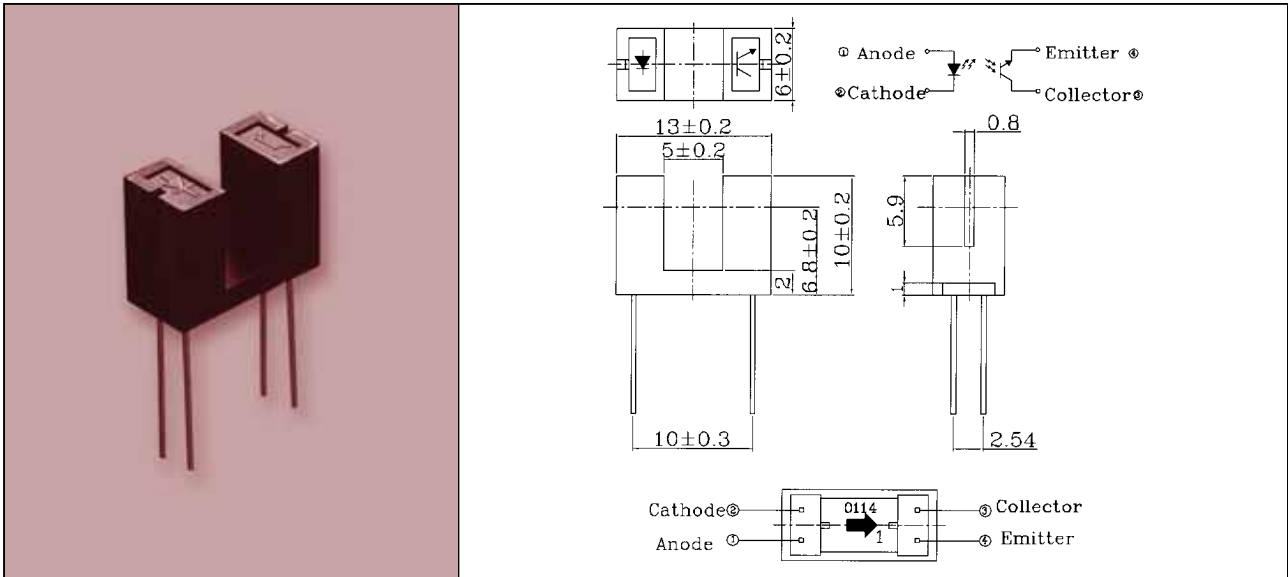 6±0.2
① Anode
Emitter ④
②Cathode
Collector③
13±0.2
5±0.2
6.8±0.2
10±0.2
2
10±0.3
0.8
5.9
1
2.54
Cathode②
0114
③ Collector
Anode ①
1
④ Emitter